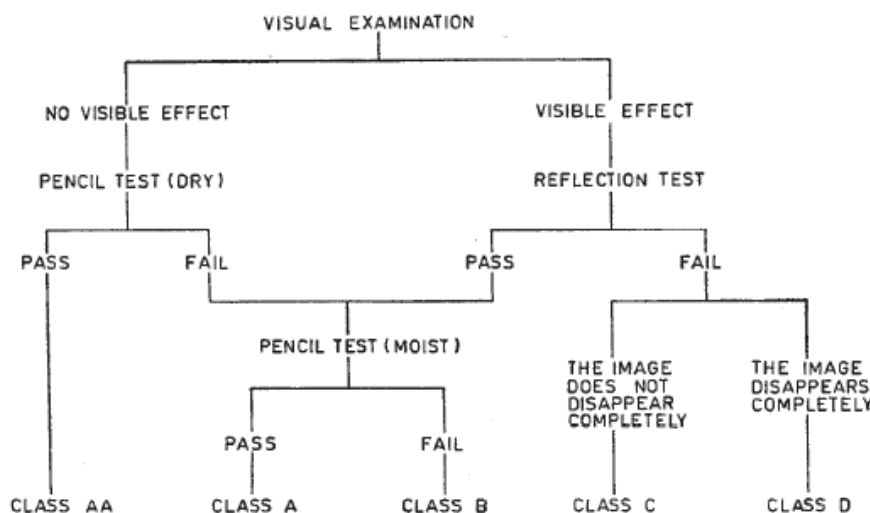 VISUAL EXAMINATION
NO VISIBLE EFFECT
VISIBLE EFFECT
PENCIL TEST (DRY)
REFLECTION TEST
PASS
FAIL
PASS
FAIL
PENCIL TEST (MOIST)
THE IMAGE
DOES NOT
DISAPPEAR
COMPLETELY
THE IMAGE
DISAPPEARS
COMPLETELY
PASS
FAIL
CLASS AA
CLASS A
CLASS B
CLASS C
CLASS D